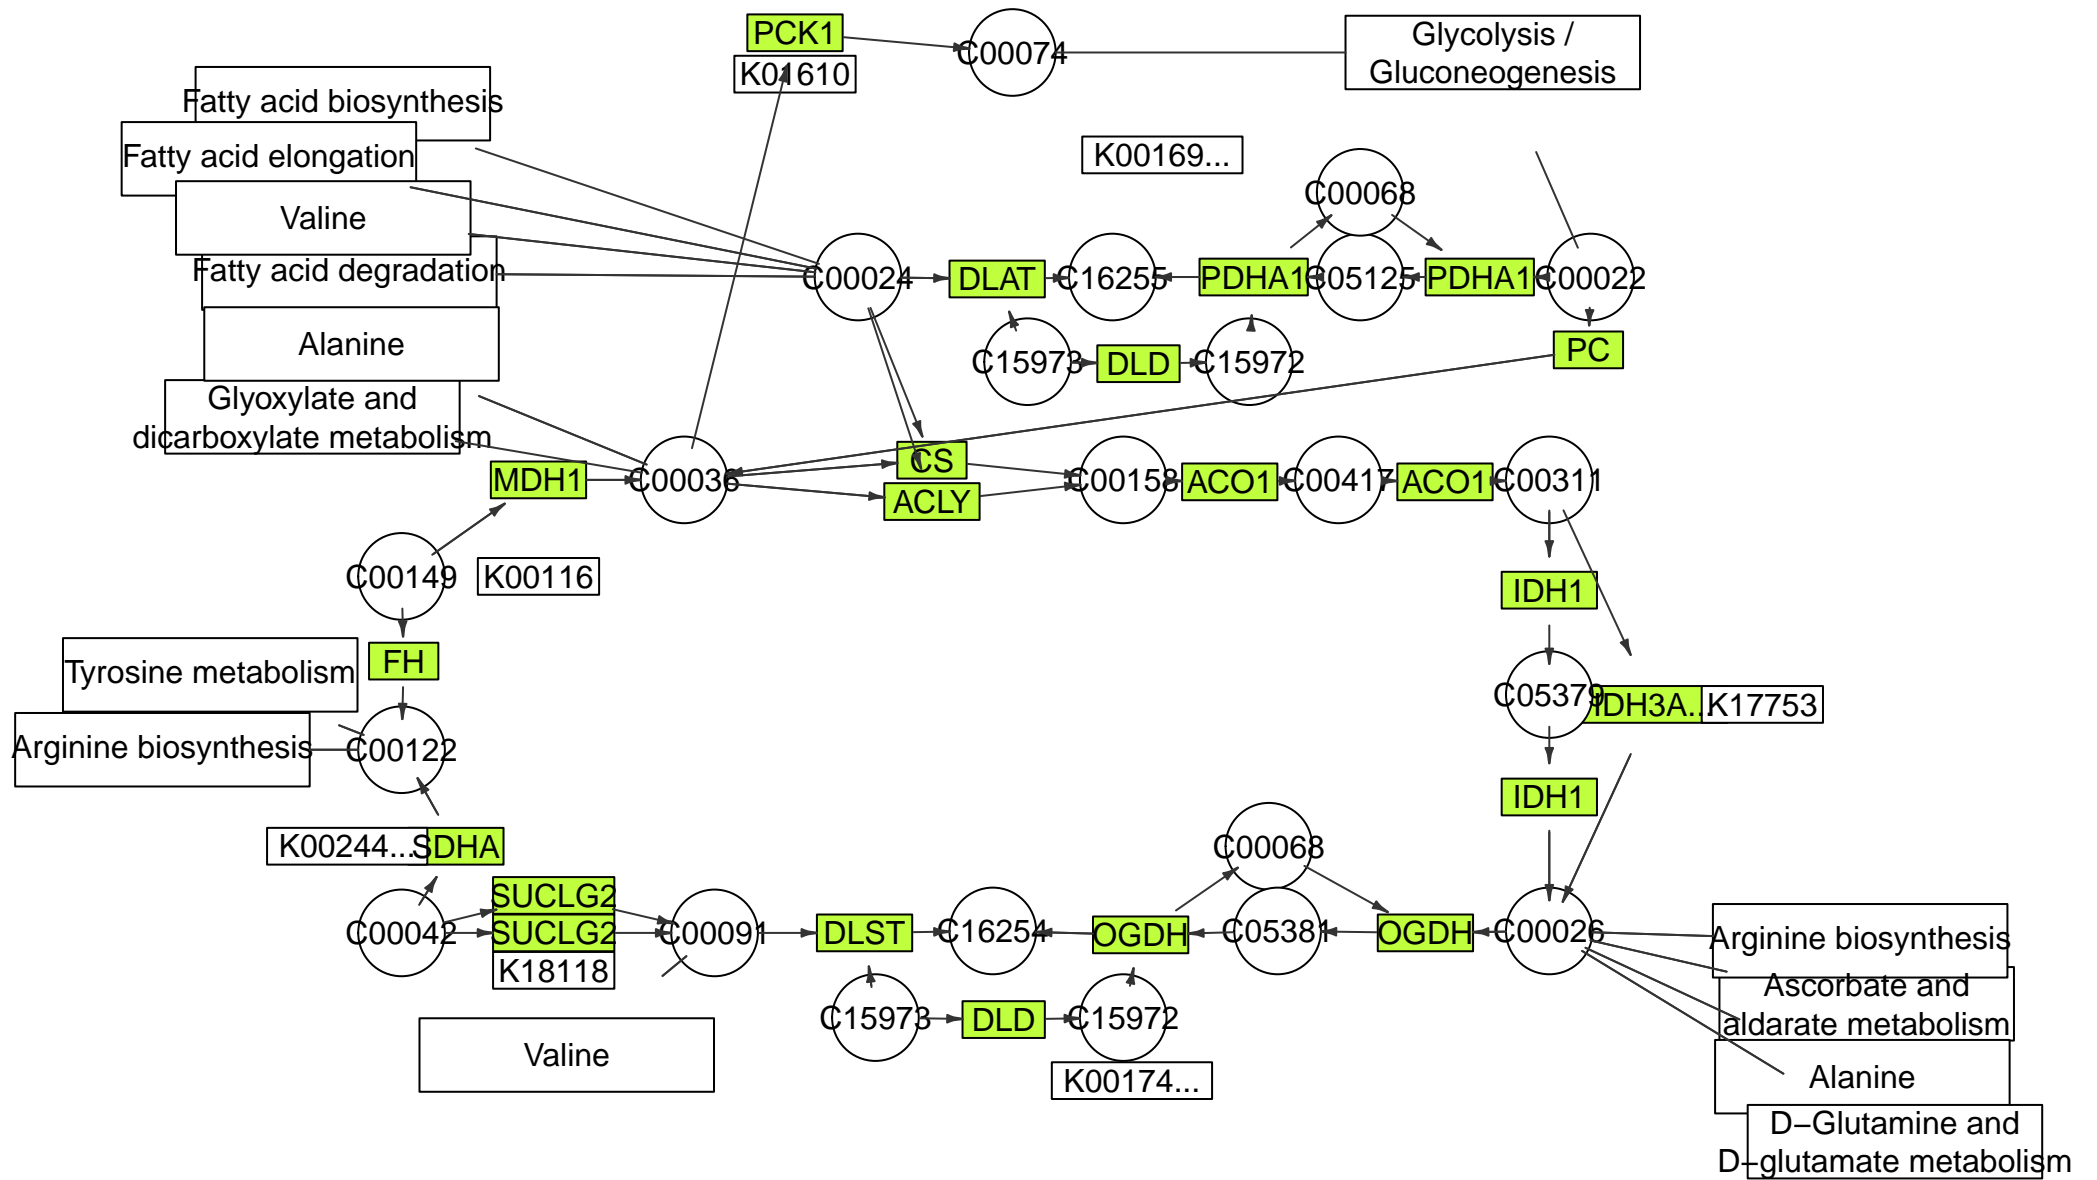 PCK1
C00074
Glycolysis /
Gluconeogenesis
K01610
Fatty acid biosynthesis
Fatty acid elongation
K00169...
C00068
Valine
Fatty acid degradation
C00024
DLAT
C16255
PDHA1
C05125
PDHA1
C00022
Alanine
C15973
DLD
C15972
PC
Glyoxylate and
dicarboxylate metabolism
MDH1
C00036
CS
ACLY
C00158
ACO1
C00417
ACO1
C00311
C00149
K00116
IDH1
FH
Tyrosine metabolism
C05379
IDH3A...
K17753
Arginine biosynthesis
C00122
IDH1
K00244...
SDHA
C00068
SUCLG2
C00042
SUCLG2
C00091
DLST
C16254
OGDH
C05381
OGDH
C00026
Arginine biosynthesis
K18118
Ascorbate and
aldarate metabolism
C15973
DLD
C15972
Valine
K00174...
Alanine
D−Glutamine and
D−glutamate metabolism